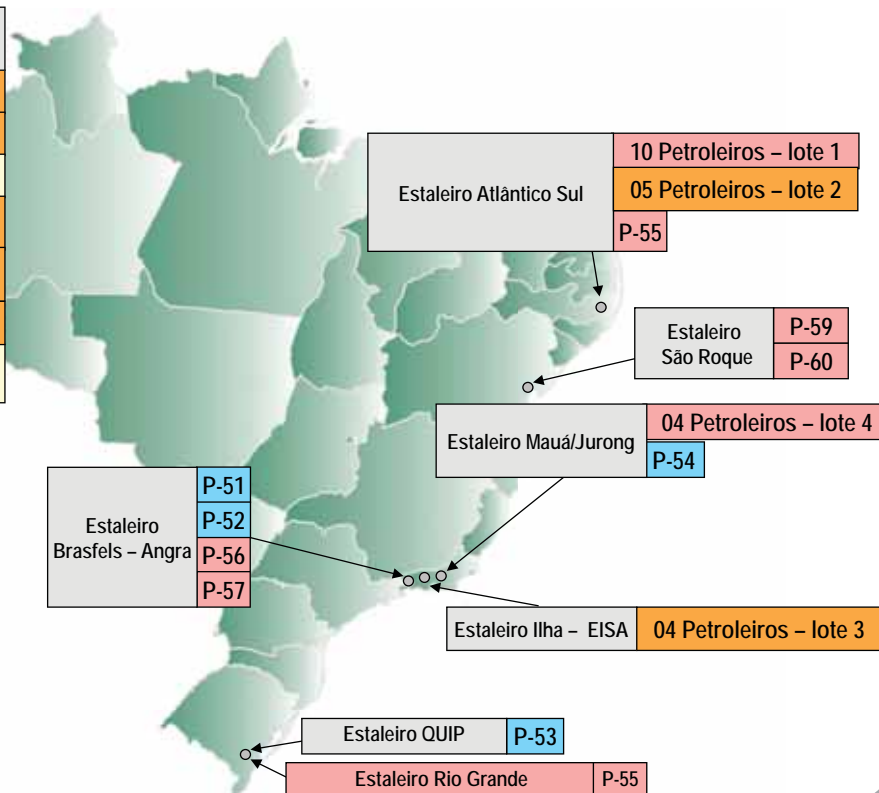 10 Petroleiros – lote 1
Estaleiro Atlântico Sul
05 Petroleiros – lote 2
P-55
Estaleiro
São Roque
P-59
P-60
04 Petroleiros – lote 4
Estaleiro Mauá/Jurong
P-54
Estaleiro
Brasfels – Angra
P-51
P-52
P-56
P-57
Estaleiro Ilha – EISA
04 Petroleiros – lote 3
Estaleiro QUIP
P-53
Estaleiro Rio Grande
P-55